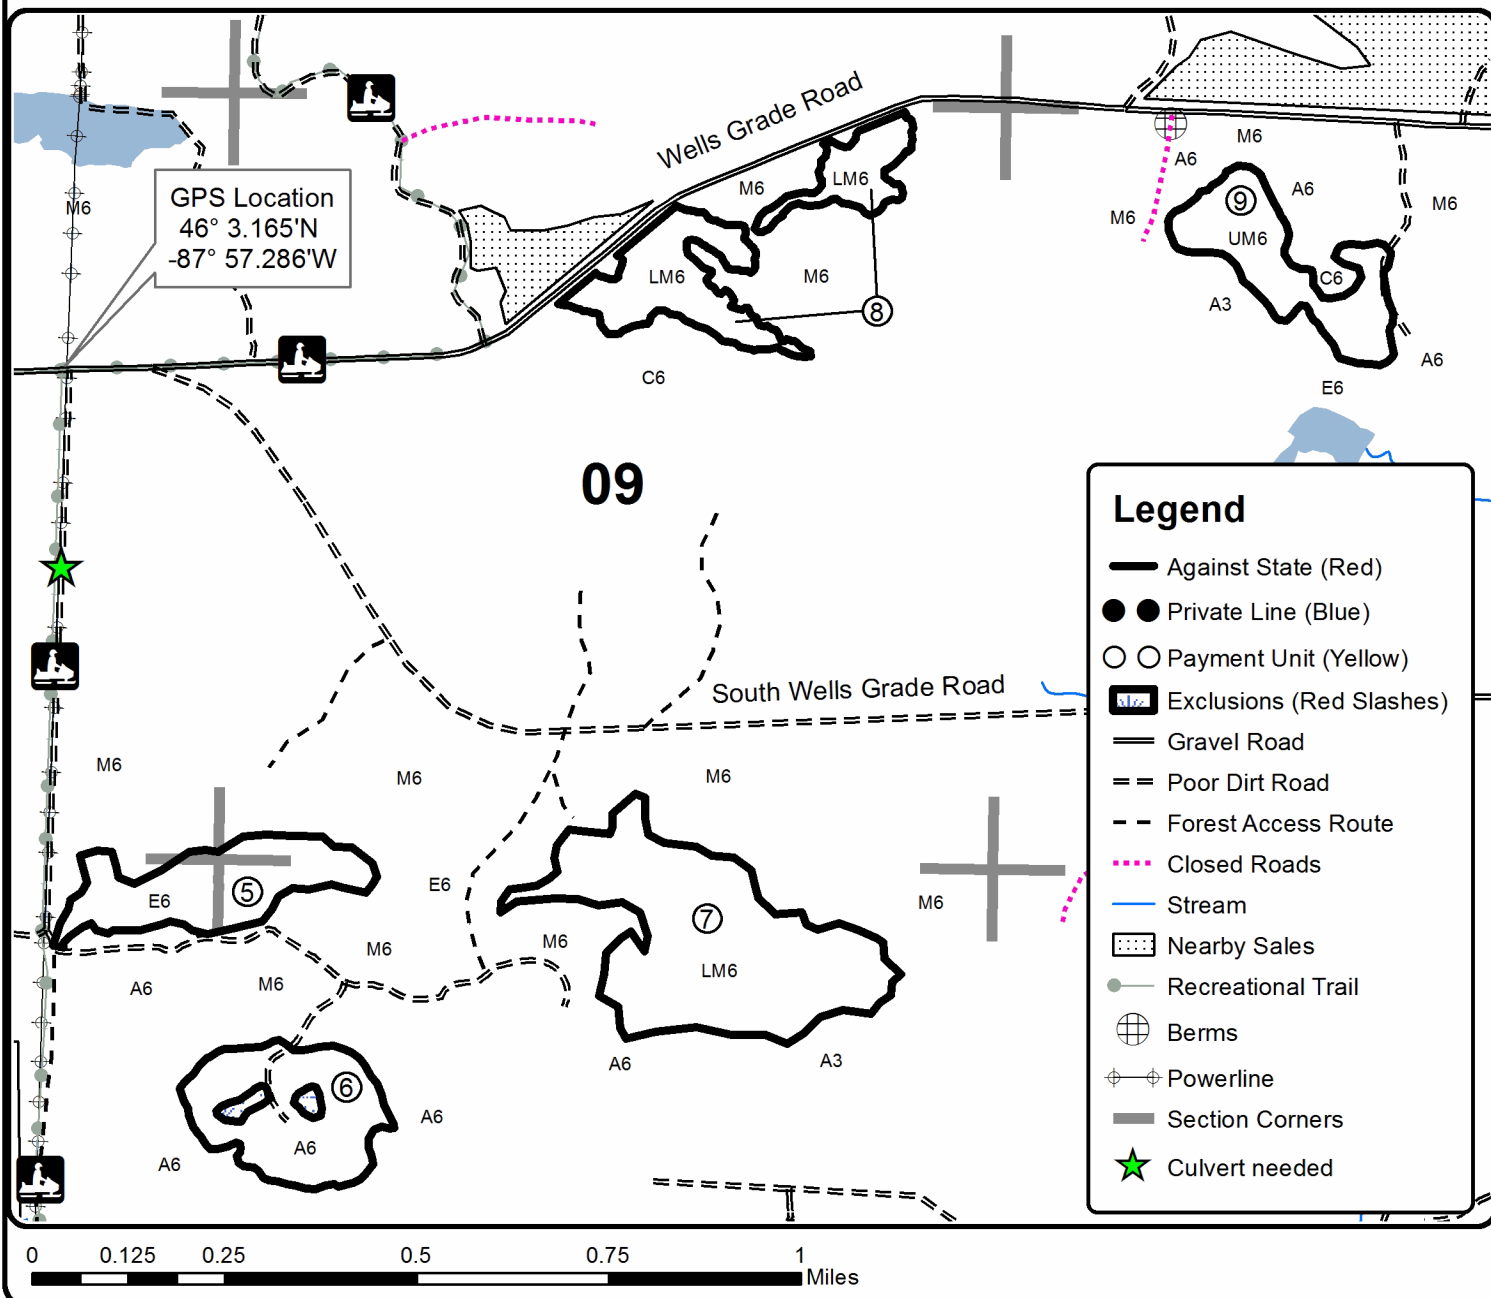 Wells Grade Road
M6
A6
GPS Location
46° 3.165'N
-87° 57.286'W
M6
M6
LM6
A6
M6
M6
9
UM6
LM6
M6
C6
8
A3
C6
A6
E6
09
South Wells Grade Road
M6
M6
M6
E6
5
E6
M6
7
M6
M6
LM6
A6
M6
A6
A3
6
A6
A6
A6
Legend
Against State (Red)
Private Line (Blue)
Payment Unit (Yellow)
Exclusions (Red Slashes)
Gravel Road
Poor Dirt Road
Forest Access Route
Closed Roads
Stream
Nearby Sales
Recreational Trail
Berms
Powerline
Section Corners
Culvert needed
0 0.125 0.25 0.5 0.75 1
Miles